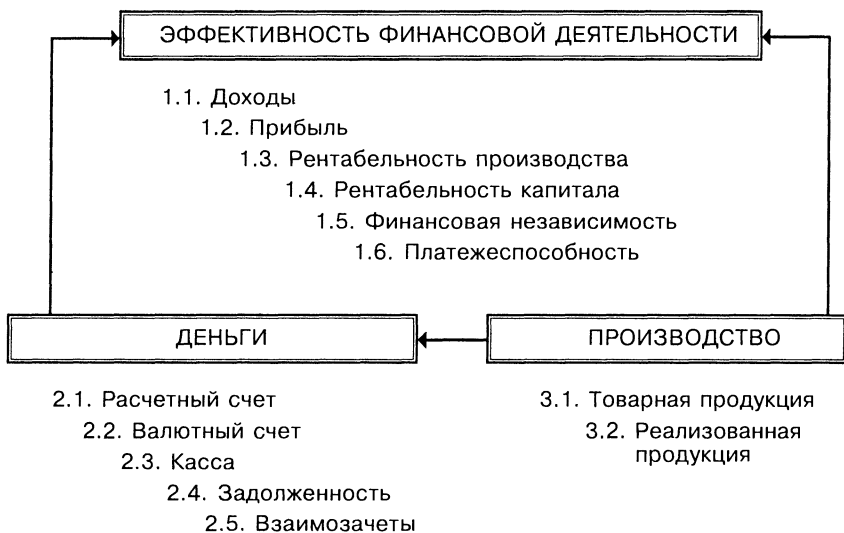 ЭФФЕКТИВНОСТЬ ФИНАНСОВОЙ ДЕЯТЕЛЬНОСТИ
1.1. Доходы
1.2. Прибыль
1.3. Рентабельность производства
1.4. Рентабельность капитала
1.5. Финансовая независимость
1.6. Платежеспособность
ДЕНЬГИ
2.1. Расчетный счет
2.2. Валютный счет
2.3. Касса
2.4. Задолженность
2.5. Взаимозачеты
ПРОИЗВОДСТВО
3.1. Товарная продукция
3.2. Реализованная
продукция